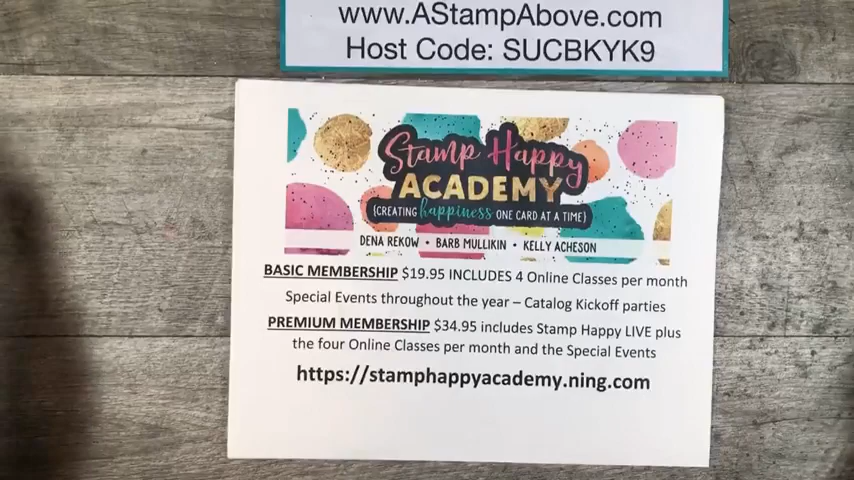 www.AStampAbove.com
Host Code: SUCBKYK9
Stamp Happy
ACADEMY
{CREATING happiness ONE CARD AT A TIME}
DENA REKOW • BARB MULLIKIN • KELLY ACHESON
BASIC MEMBERSHIP $19.95 INCLUDES 4 Online Classes per month
Special Events throughout the year – Catalog Kickoff parties
PREMIUM MEMBERSHIP $34.95 includes Stamp Happy LIVE plus
the four Online Classes per month and the Special Events
https://stamphappyacademy.ning.com